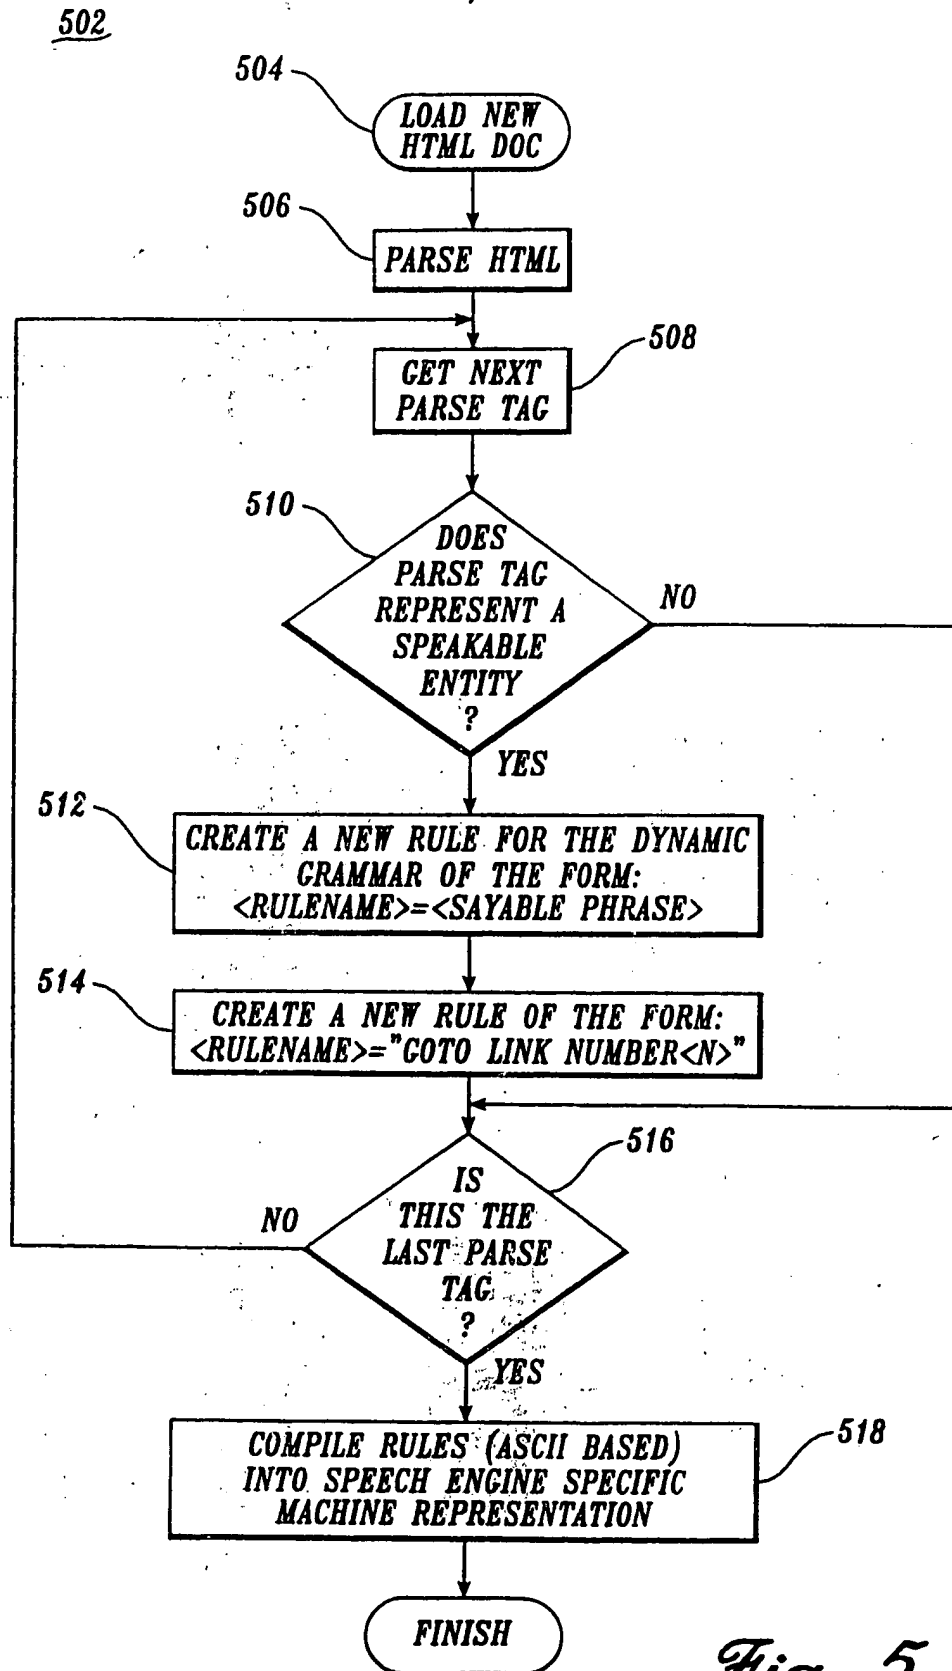 502
504
LOAD NEW
HTML DOC
506
PARSE HTML
508
GET NEXT
PARSE TAG
510
DOES
PARSE TAG
REPRESENT A
SPEAKABLE
ENTITY
?
NO
YES
512
CREATE A NEW RULE FOR THE DYNAMIC
GRAMMAR OF THE FORM:
<RULENAME>=<SAYABLE PHRASE>
514
CREATE A NEW RULE OF THE FORM:
<RULENAME>="GOTO LINK NUMBER<N>"
516
IS
THIS THE
LAST PARSE
TAG
?
NO
YES
518
COMPILE RULES (ASCII BASED)
INTO SPEECH ENGINE SPECIFIC
MACHINE REPRESENTATION
FINISH
Fig. 5